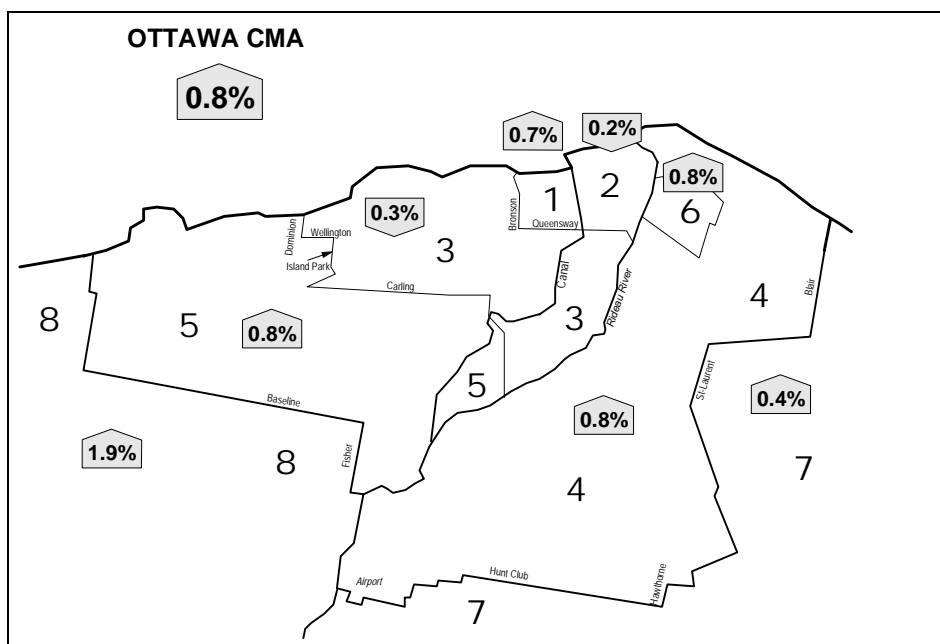 OTTAWA CMA
0.8%
0.7%
0.2%
0.8%
1
2
6
Bronson
Queensway
0.3%
3
Dominion
Wellington
Island Park
Carling
Canal
Rideau River
3
4
Blair
8
5
0.8%
5
St-Laurent
Baseline
0.8%
0.4%
1.9%
8
Fisher
4
7
Hunt Club
Airport
Hawthorne
7